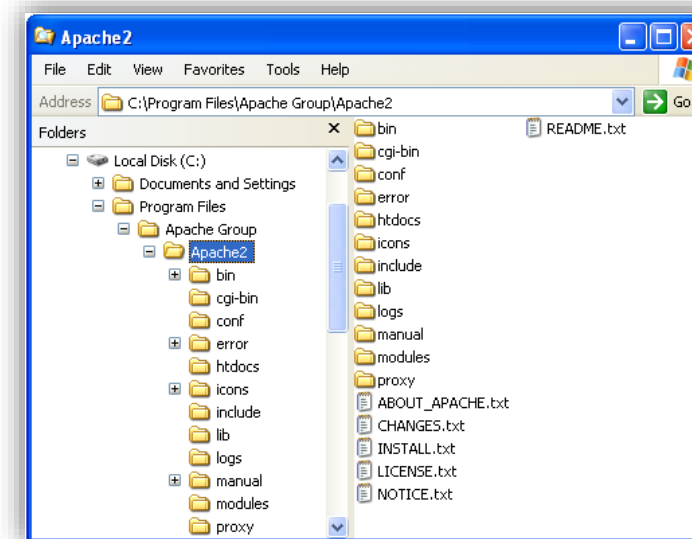 Apache2
File Edit View Favorites Tools Help
Address C:\Program Files\Apache Group\Apache2 Go
Folders
Local Disk (C:)
Documents and Settings
Program Files
Apache Group
Apache2
bin
cgi-bin
conf
error
htdocs
icons
include
lib
logs
manual
modules
proxy
bin
cgi-bin
conf
error
htdocs
icons
include
lib
logs
manual
modules
proxy
ABOUT_APACHE.txt
CHANGES.txt
INSTALL.txt
LICENSE.txt
NOTICE.txt
README.txt